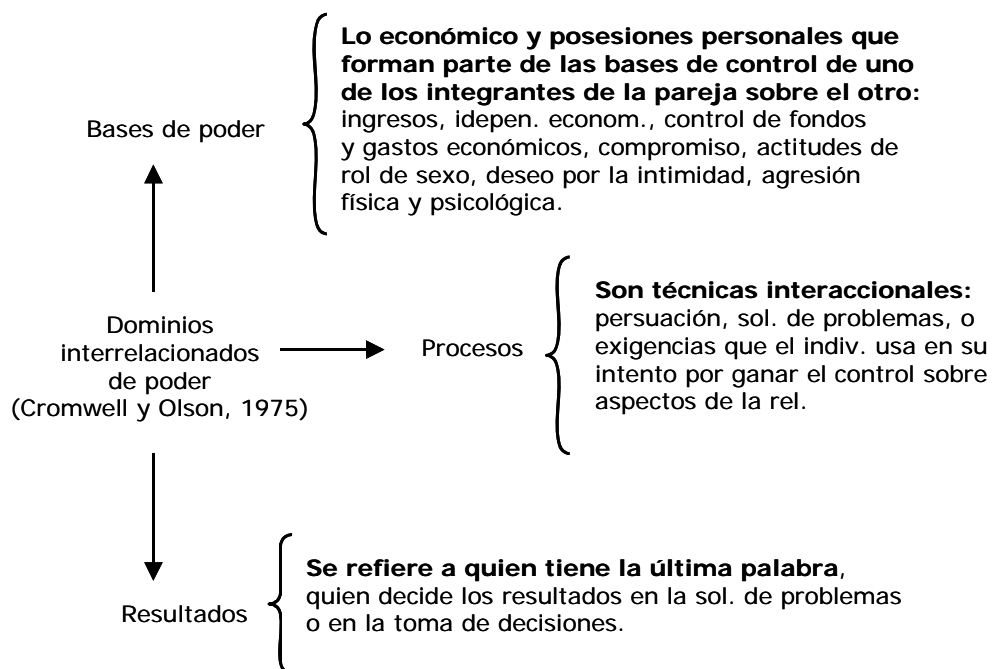 Lo económico y posesiones personales que
forman parte de las bases de control de uno
de los integrantes de la pareja sobre el otro:
ingresos, idepen. econom., control de fondos
y gastos económicos, compromiso, actitudes de
rol de sexo, deseo por la intimidad, agresión
física y psicológica.
Bases de poder
Son técnicas interaccionales:
persuación, sol. de problemas, o
exigencias que el indiv. usa en su
intento por ganar el control sobre
aspectos de la rel.
Procesos
Dominios
interrelacionados
de poder
(Cromwell y Olson, 1975)
Se refiere a quien tiene la última palabra,
quien decide los resultados en la sol. de problemas
o en la toma de decisiones.
Resultados